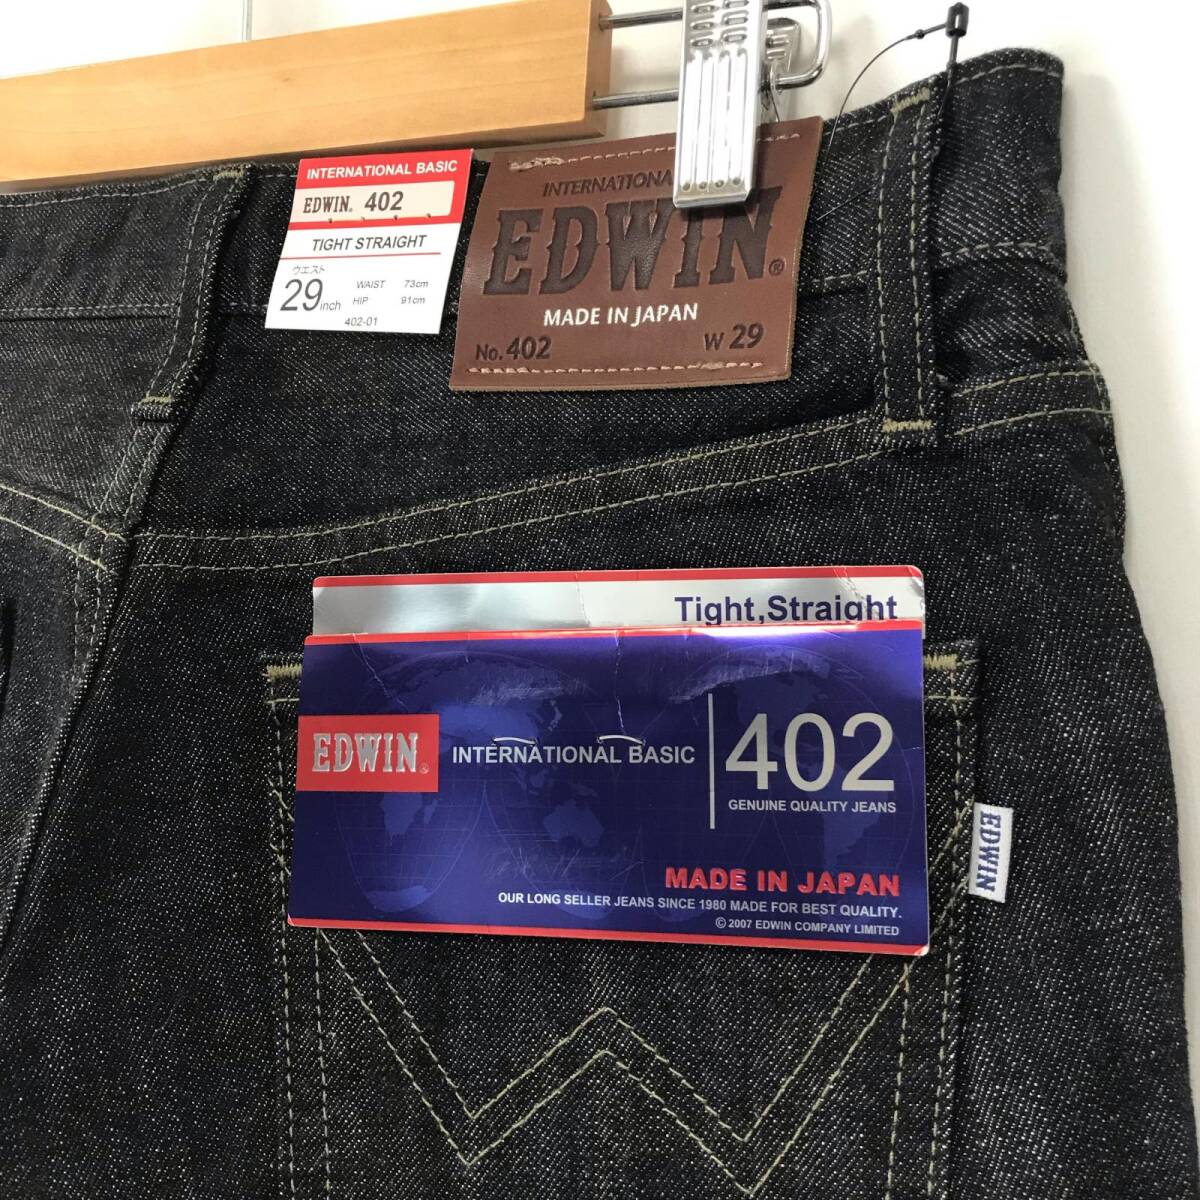 INTERNATIONAL BASIC
EDWIN. 402
TIGHT STRAIGHT
ウエスト
29inch
WAIST 73cm
HIP 91cm
402-01
INTERNATIONA
EDWIN®
MADE IN JAPAN
No. 402 W 29
Tight,Straight
EDWIN®
INTERNATIONAL BASIC
402
GENUINE QUALITY JEANS
MADE IN JAPAN
OUR LONG SELLER JEANS SINCE 1980 MADE FOR BEST QUALITY.
© 2007 EDWIN COMPANY LIMITED
EDWIN